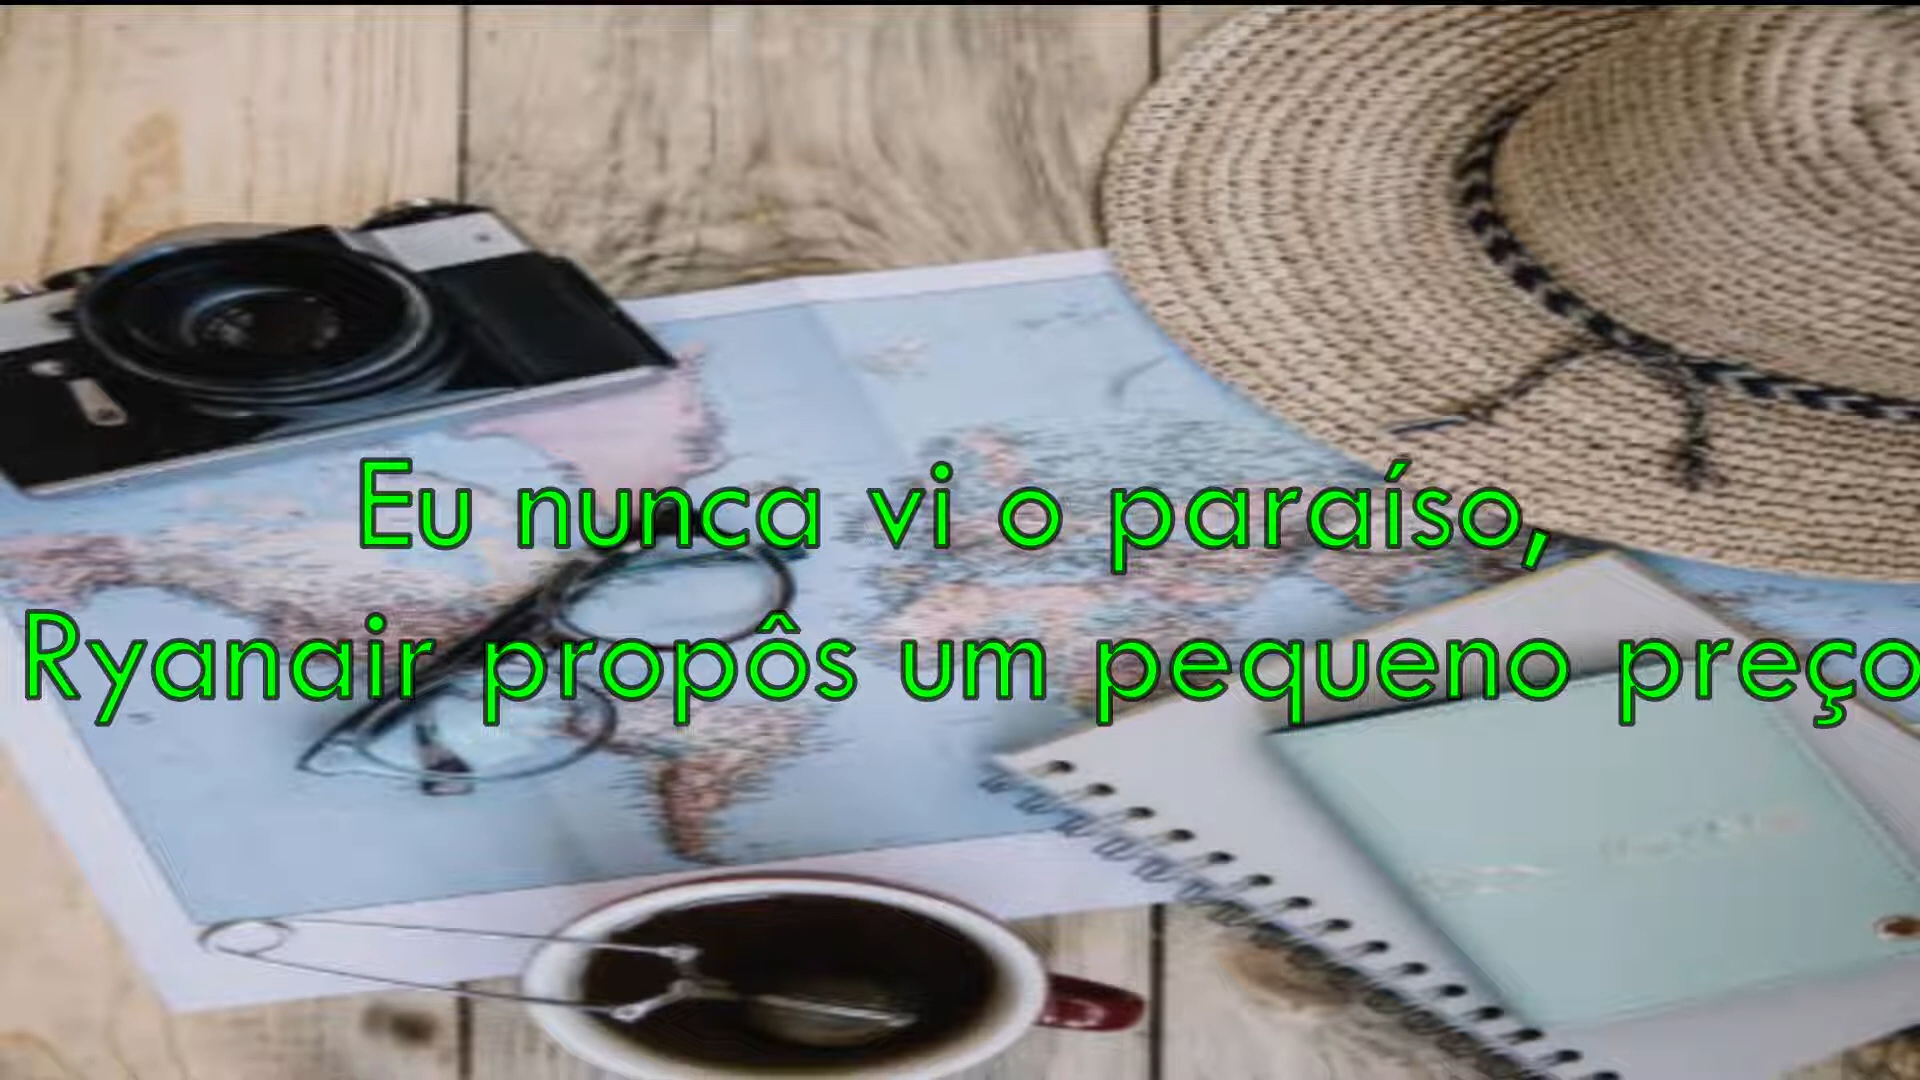 Eu nunca vi o paraíso,
Ryanair propôs um pequeno preço